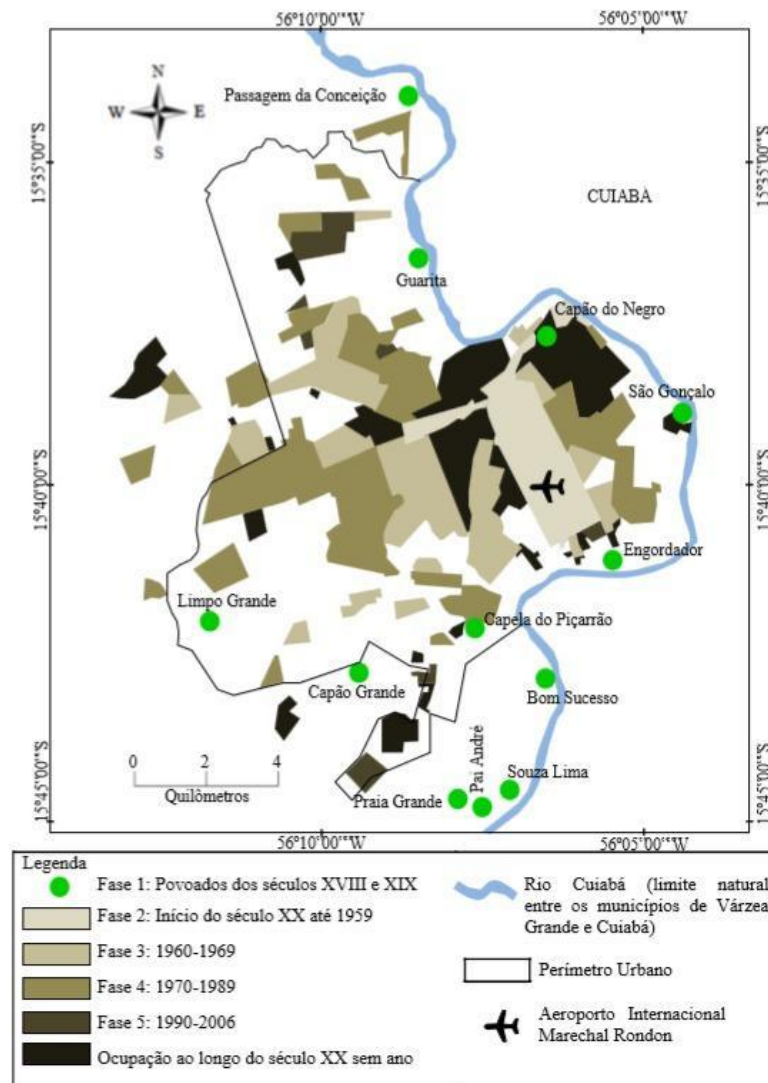 56°10'00''W 56°05'00''W
N
W E
S
Passagem da Conceição
15°35'00''S 15°35'00''S
CUIABÁ
Guarita
Capão do Negro
São Gonçalo
15°40'00''S 15°40'00''S
Engordador
Limpo Grande
Capela do Piçarrão
Capão Grande
Bom Sucesso
0 2 4
Quilômetros
Pai André
Souza Lima
Praia Grande
15°45'00''S 15°45'00''S
56°10'00''W 56°05'00''W
Legenda
Fase 1: Povoados dos séculos XVIII e XIX
Fase 2: Início do século XX até 1959
Fase 3: 1960-1969
Fase 4: 1970-1989
Fase 5: 1990-2006
Ocupação ao longo do século XX sem ano
Rio Cuiabá (limite natural
entre os municípios de Várzea
Grande e Cuiabá)
Perímetro Urbano
Aeroporto Internacional
Marechal Rondon